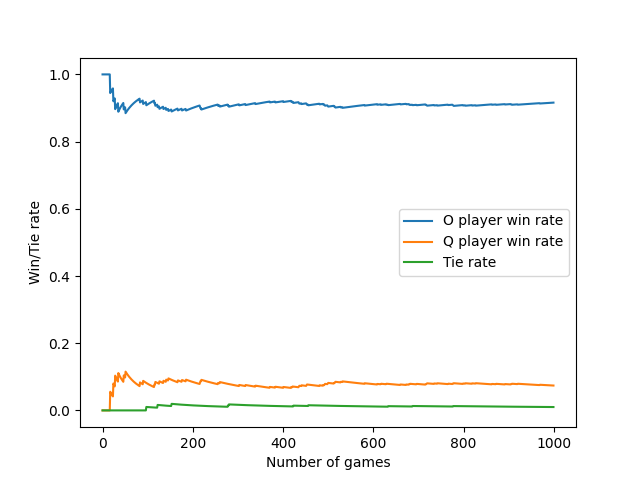 1.0
0.8
0.6
0.4
0.2
0.0
Win/Tie rate
O player win rate
Q player win rate
Tie rate
0 200 400 600 800 1000
Number of games